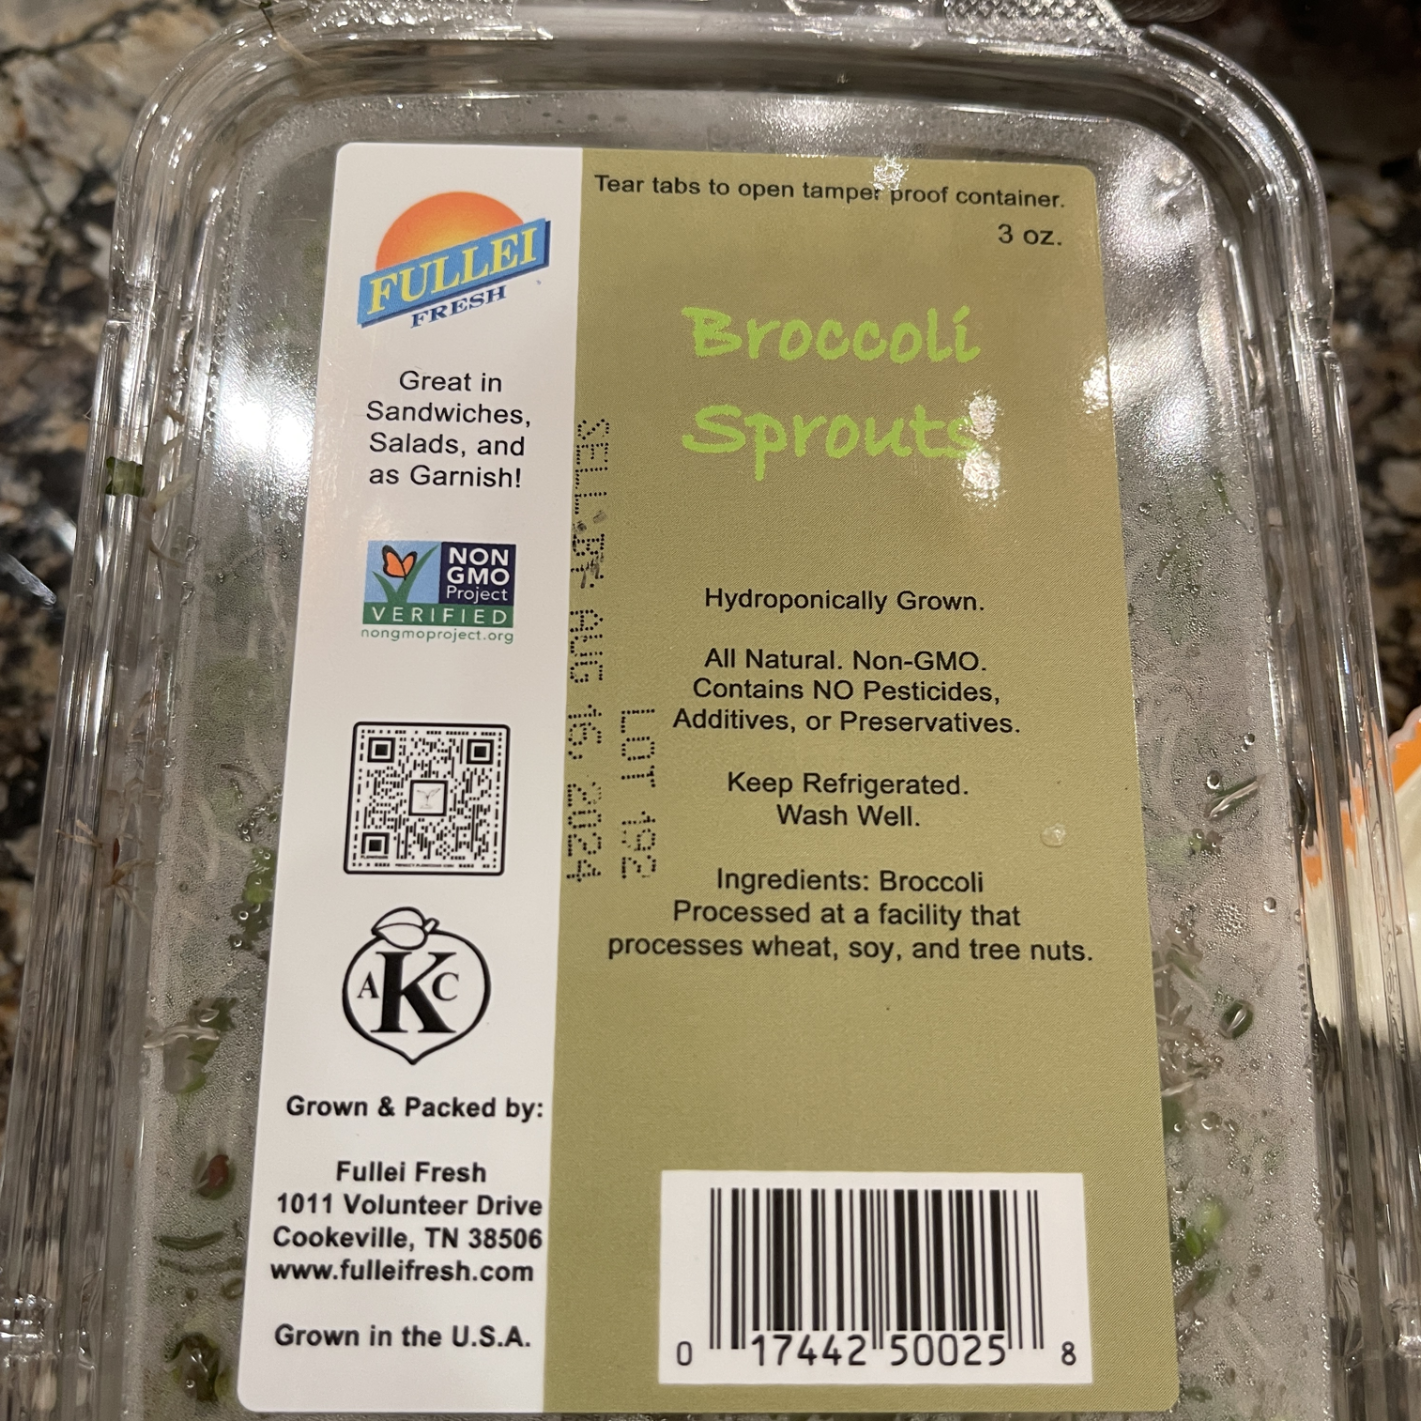 FULLEI
FRESH
Great in
Sandwiches,
Salads, and
as Garnish!
NON
GMO
Project
VERIFIED
nongmoproject.org
AKC
Grown & Packed by:
Fullei Fresh
1011 Volunteer Drive
Cookeville, TN 38506
www.fulleifresh.com
Grown in the U.S.A.
SELL BY: AUG 16 2024
LOT 192
Tear tabs to open tamper proof container.
3 oz.
Broccoli
Sprouts
Hydroponically Grown.
All Natural. Non-GMO.
Contains NO Pesticides,
Additives, or Preservatives.
Keep Refrigerated.
Wash Well.
Ingredients: Broccoli
Processed at a facility that
processes wheat, soy, and tree nuts.
0 17442 50025 8